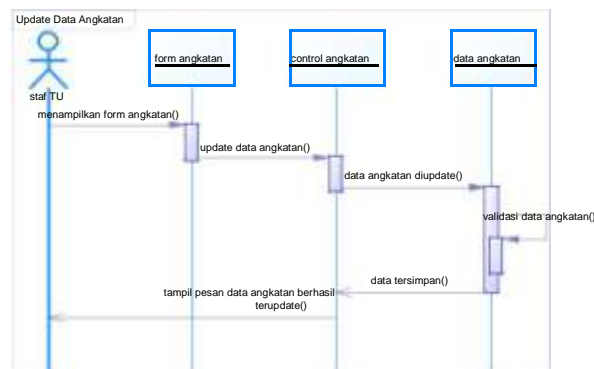 Update Data Angkatan
form angkatan
control angkatan
data angkatan
staf TU
menampilkan form angkatan()
update data angkatan()
data angkatan diupdate()
validasi data angkatan()
data tersimpan()
tampil pesan data angkatan berhasil
terupdate()